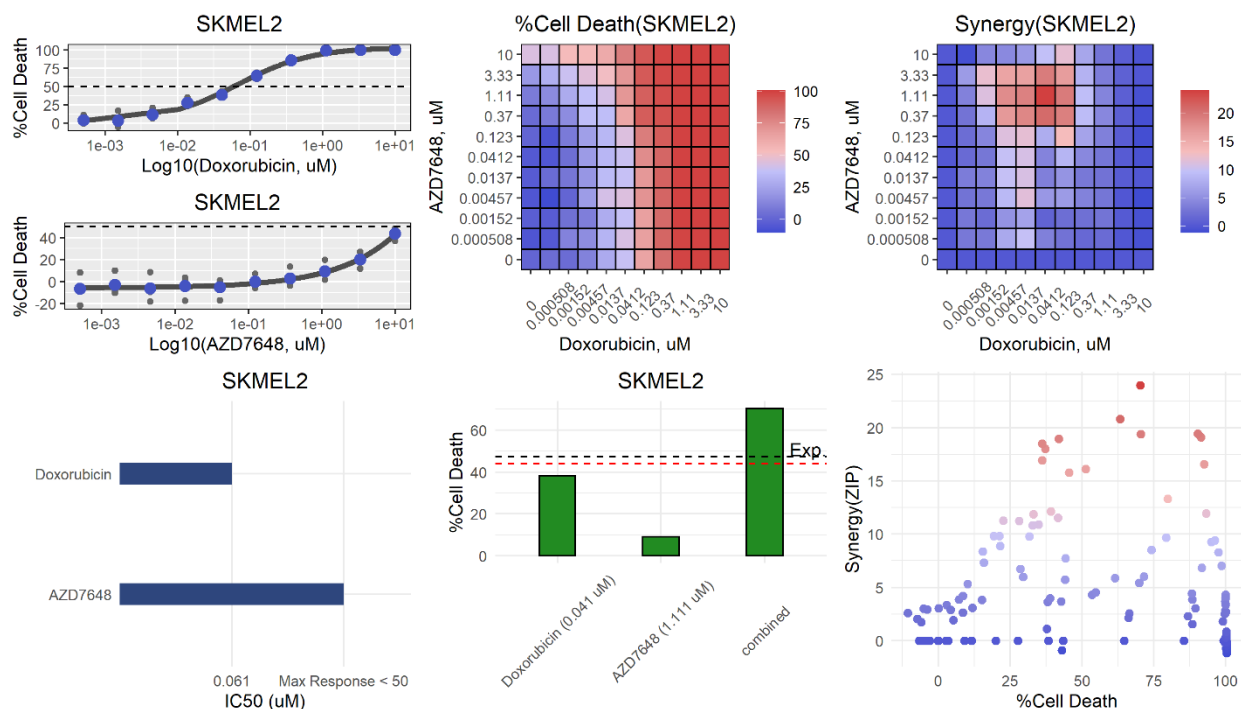 SKMEL2
%Cell Death
100
75
50
25
0
1e-03 1e-02 1e-01 1e+00 1e+01
Log10(Doxorubicin, uM)
SKMEL2
%Cell Death
40
20
0
-20
1e-03 1e-02 1e-01 1e+00 1e+01
Log10(AZD7648, uM)
%Cell Death(SKMEL2)
AZD7648, uM
10
3.33
1.11
0.37
0.123
0.0412
0.0137
0.00457
0.00152
0.000508
0
0 0.000508 0.00152 0.00457 0.0137 0.0412 0.123 0.37 1.11 3.33 10
Doxorubicin, uM
100
75
50
25
0
Synergy(SKMEL2)
AZD7648, uM
10
3.33
1.11
0.37
0.123
0.0412
0.0137
0.00457
0.00152
0.000508
0
0 0.000508 0.00152 0.00457 0.0137 0.0412 0.123 0.37 1.11 3.33 10
Doxorubicin, uM
20
15
10
5
0
SKMEL2
Doxorubicin
AZD7648
0.061 Max Response < 50
IC50 (uM)
SKMEL2
%Cell Death
60
40
20
0
Exp
Doxorubicin (0.041 uM)
AZD7648 (1.111 uM)
combined
Synergy(ZIP)
25
20
15
10
5
0
0 25 50 75 100
%Cell Death